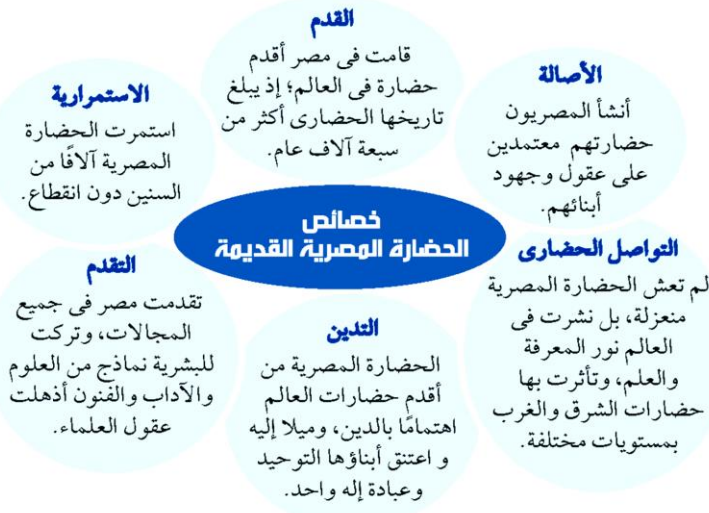 القدم
قامت فى مصر أقدم
حضارة فى العالم؛ إذ يبلغ
تاريخها الحضارى أكثر من
سبعة آلاف عام.
الأصالة
أنشأ المصريون
حضارتهم معتمدين
على عقول وجهود
أبنائهم.
الاستمرارية
استمرت الحضارة
المصرية آلافًا من
السنين دون انقطاع.
خصائص
الحضارة المصرية القديمة
التواصل الحضارى
لم تعش الحضارة المصرية
منعزلة، بل نشرت فى
العالم نور المعرفة
والعلم، وتأثرت بها
حضارات الشرق والغرب
بمستويات مختلفة.
التدين
الحضارة المصرية من
أقدم حضارات العالم
اهتمامًا بالدين، وميلا إليه
و اعتنق أبناؤها التوحيد
وعبادة إله واحد.
التقدم
تقدمت مصر فى جميع
المجالات، وتركت
للبشرية نماذج من العلوم
والآداب والفنون أذهلت
عقول العلماء.